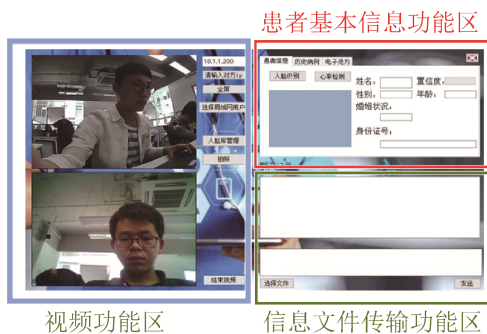 患者基本信息功能区
10.1.1.200
请输入对方ip
全国
选择局域网用户
人脸库管理
拍照
结束视频
患者信息 历史病例 电子处方
人脸识别 心率检测
姓名: 置信度:
性别: 年龄:
婚姻状况:
身份证号:
选择文件 发送
视频功能区 信息文件传输功能区